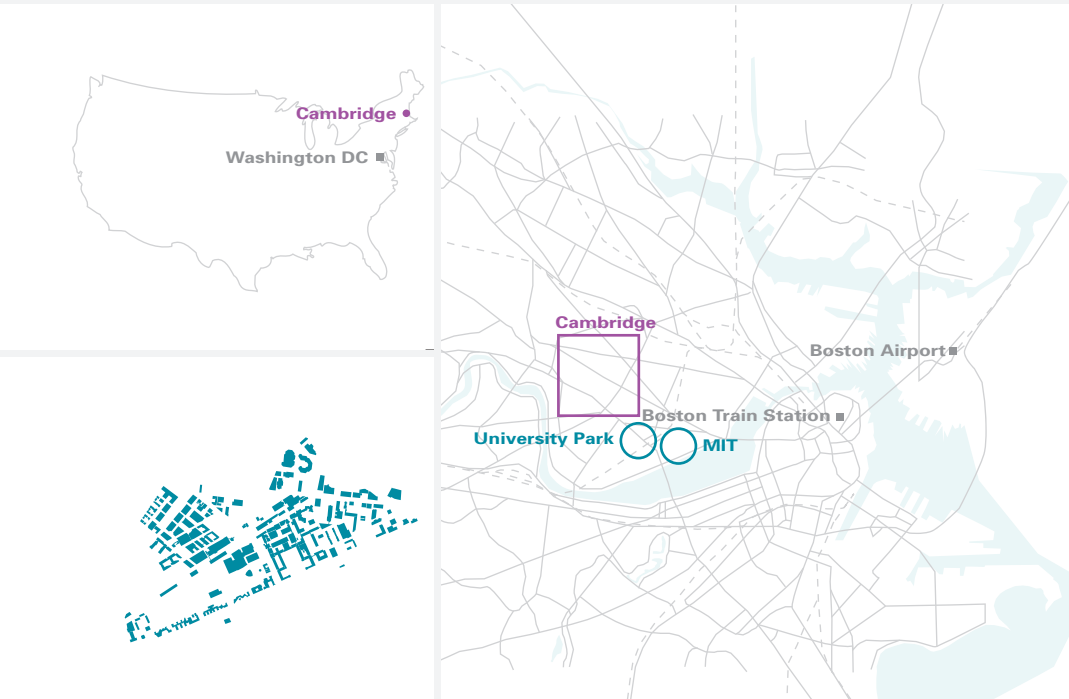 Cambridge
Washington DC
Cambridge
Boston Airport
Boston Train Station
University Park
MIT